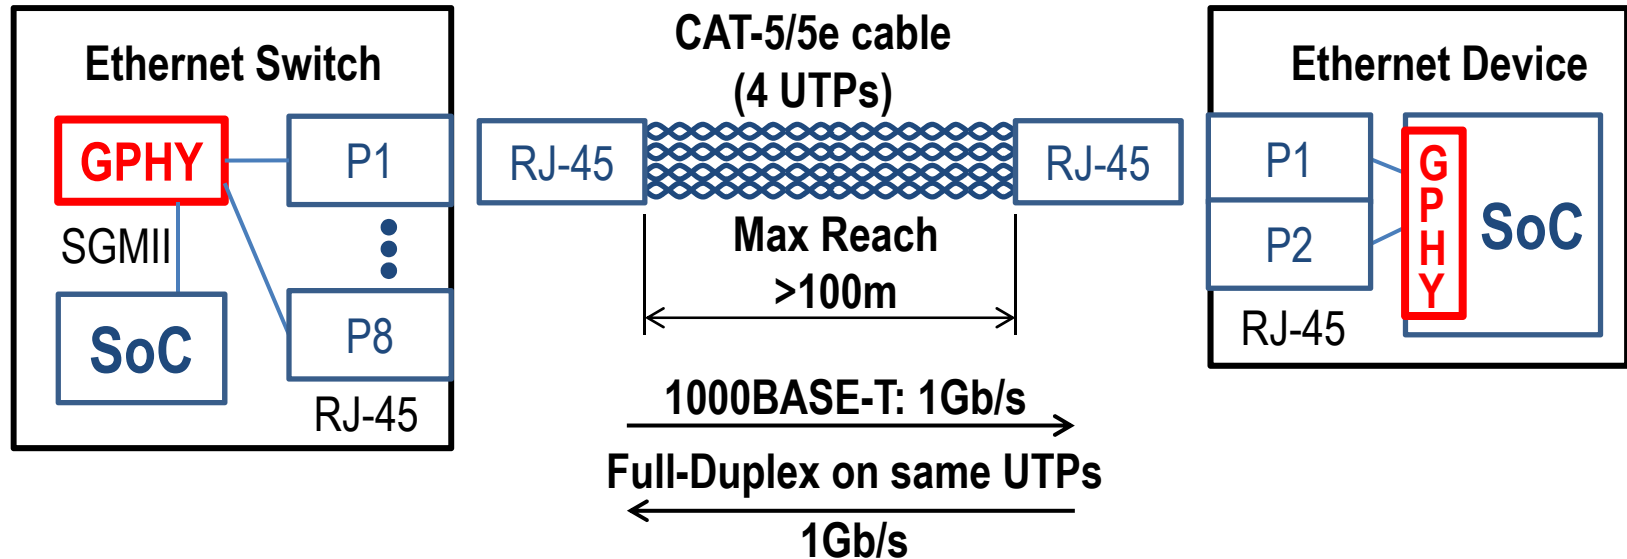 Ethernet Switch
GPHY
P1
SGMII
SoC
P8
RJ-45
CAT-5/5e cable
(4 UTPs)
RJ-45
RJ-45
Max Reach
>100m
1000BASE-T: 1Gb/s
Full-Duplex on same UTPs
1Gb/s
Ethernet Device
P1
P2
GPHY
SoC
RJ-45